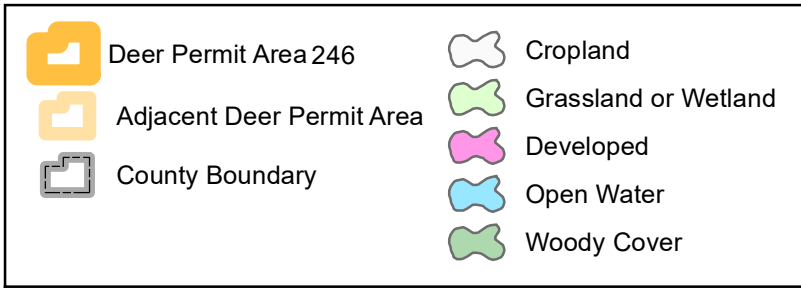 Deer Permit Area 246
Adjacent Deer Permit Area
County Boundary
Cropland
Grassland or Wetland
Developed
Open Water
Woody Cover